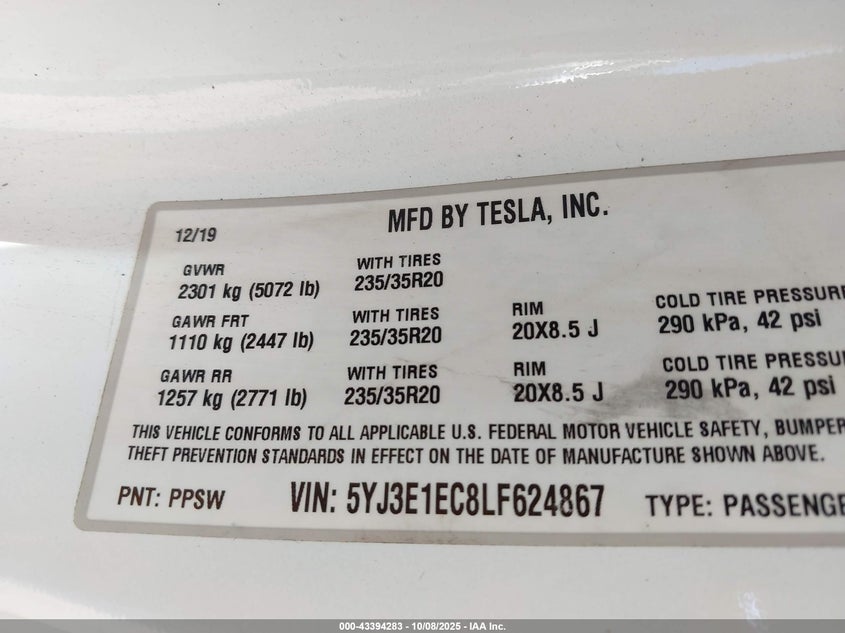 12/19 MFD BY TESLA, INC.
GVWR WITH TIRES
2301 kg (5072 lb) 235/35R20
GAWR FRT WITH TIRES RIM COLD TIRE PRESSURE
1110 kg (2447 lb) 235/35R20 20X8.5 J 290 kPa, 42 psi
GAWR RR WITH TIRES RIM COLD TIRE PRESSU
1257 kg (2771 lb) 235/35R20 20X8.5 J 290 kPa, 42 psi
THIS VEHICLE CONFORMS TO ALL APPLICABLE U.S. FEDERAL MOTOR VEHICLE SAFETY, BUMPER
THEFT PREVENTION STANDARDS IN EFFECT ON THE DATE OF MANUFACTURE SHOWN ABOVE.
PNT: PPSW VIN: 5YJ3E1EC8LF624867 TYPE: PASSENGE
000-43394283 - 10/08/2025 - IAA Inc.